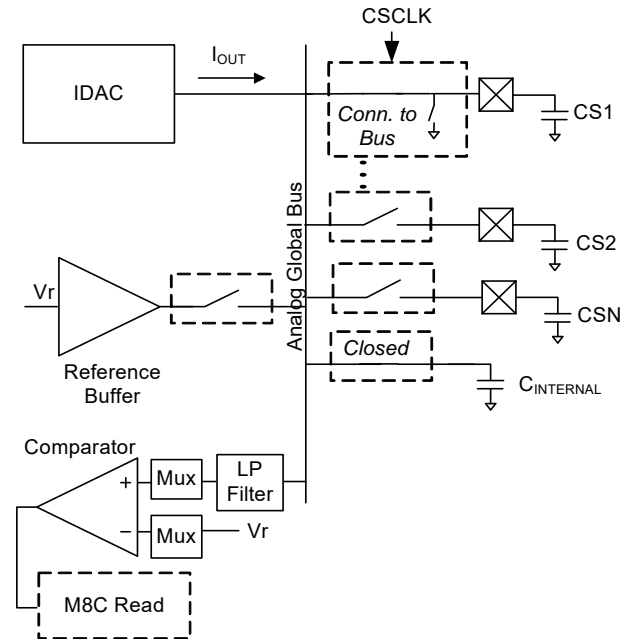 CSCLK
IDAC
IOUT
Conn. to
Bus
CS1
Analog Global Bus
CS2
Vr
Reference
Buffer
CSN
Closed
CINTERNAL
Comparator
+
Mux
LP
Filter
−
Mux
Vr
M8C Read